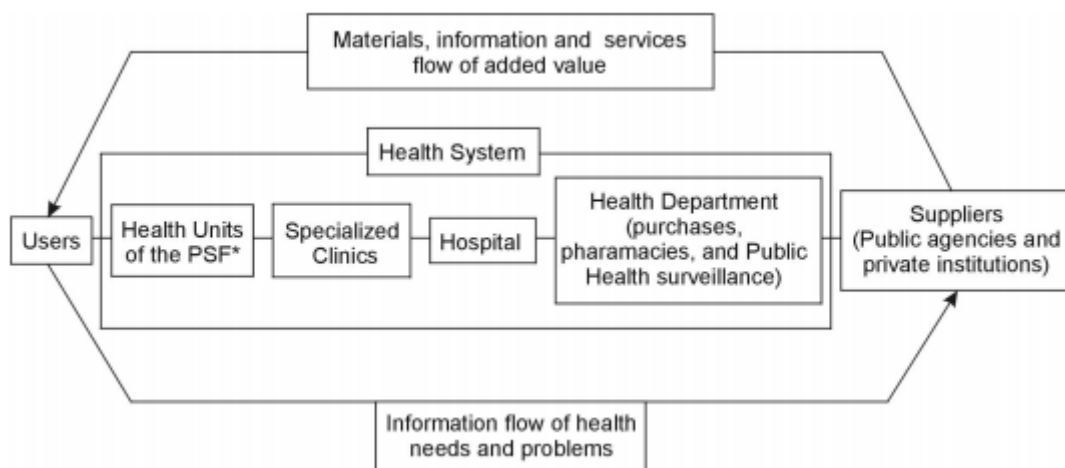 Materials, information and services
flow of added value
Health System
Users
Health Units
of the PSF*
Specialized
Clinics
Hospital
Health Department
(purchases,
pharamacies, and Public
Health surveillance)
Suppliers
(Public agencies and
private institutions)
Information flow of health
needs and problems